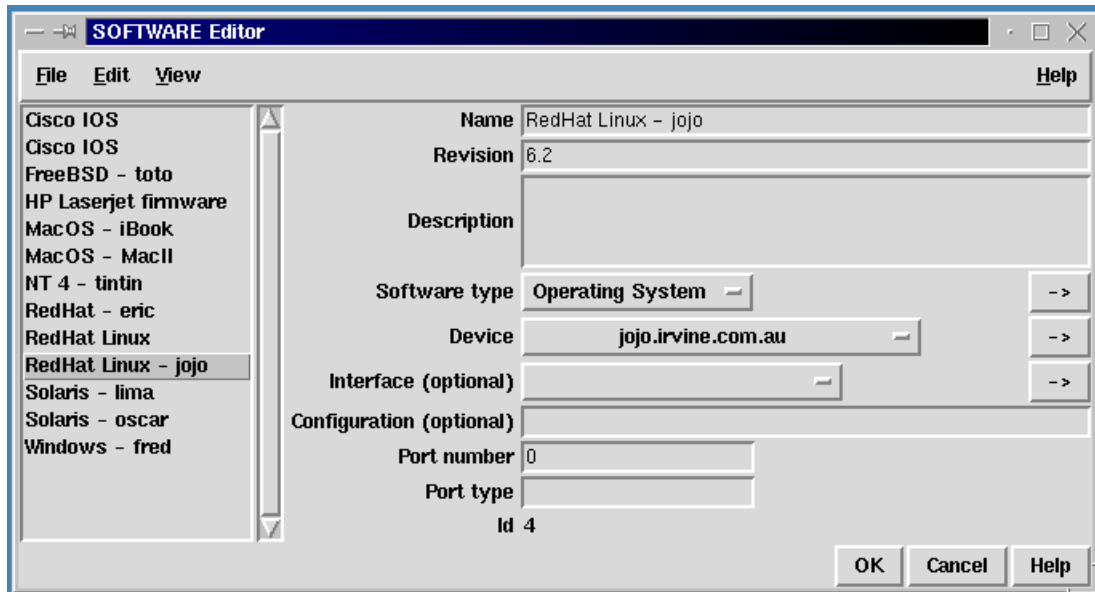 SOFTWARE Editor
File Edit View Help
Cisco IOS
Cisco IOS
FreeBSD - toto
HP Laserjet firmware
MacOS - iBook
MacOS - MacII
NT 4 - tintin
RedHat - eric
RedHat Linux
RedHat Linux - jojo
Solaris - lima
Solaris - oscar
Windows - fred
Name RedHat Linux - jojo
Revision 6.2
Description
Software type Operating System ->
Device jojo.irvine.com.au ->
Interface (optional) ->
Configuration (optional)
Port number 0
Port type
Id 4
OK Cancel Help